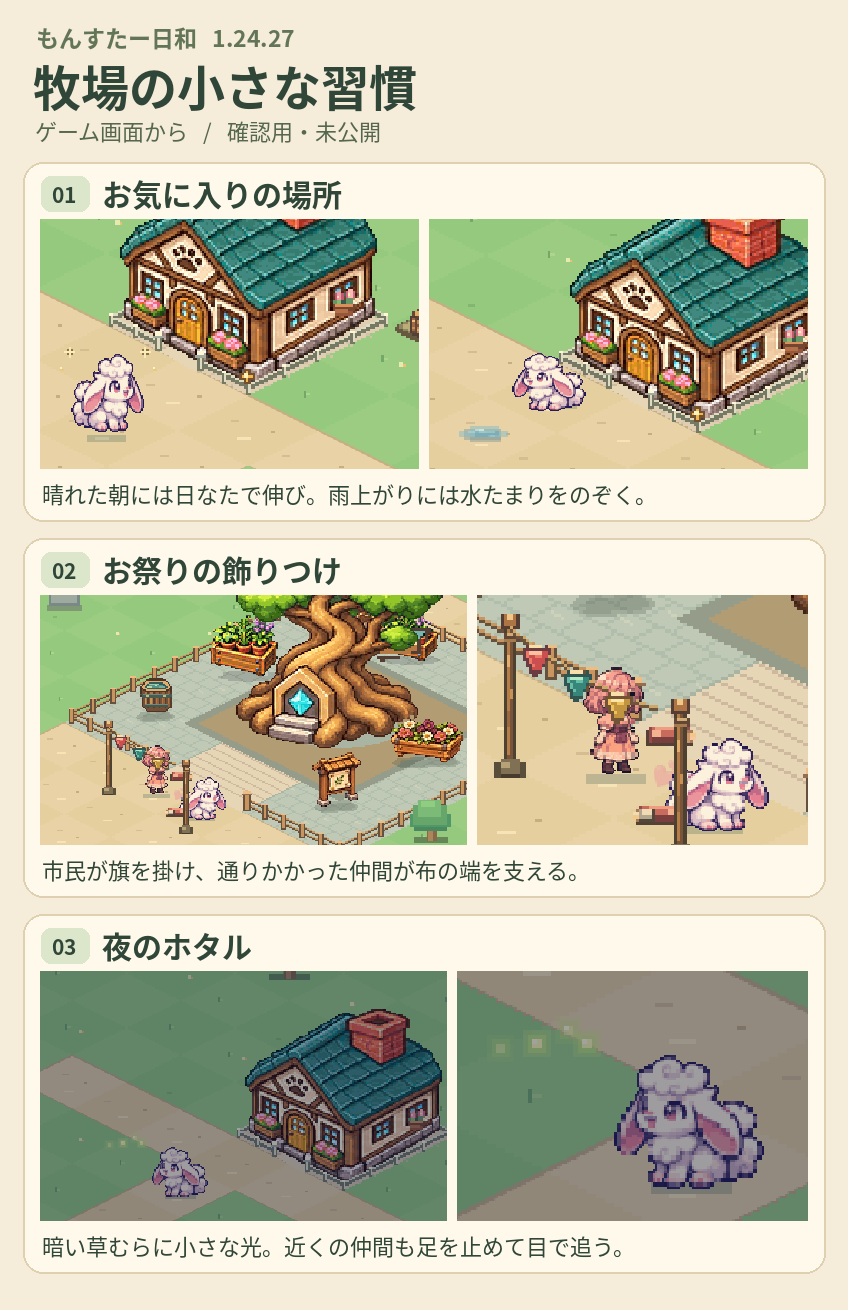 もんすたー日和 1.24.27
牧場の小さな習慣
ゲーム画面から / 確認用・未公開
01 お気に入りの場所
晴れた朝には日なたで伸び。雨上がりには水たまりをのぞく。
02 お祭りの飾りつけ
市民が旗を掛け、通りかかった仲間が布の端を支える。
03 夜のホタル
暗い草むらに小さな光。近くの仲間も足を止めて目で追う。